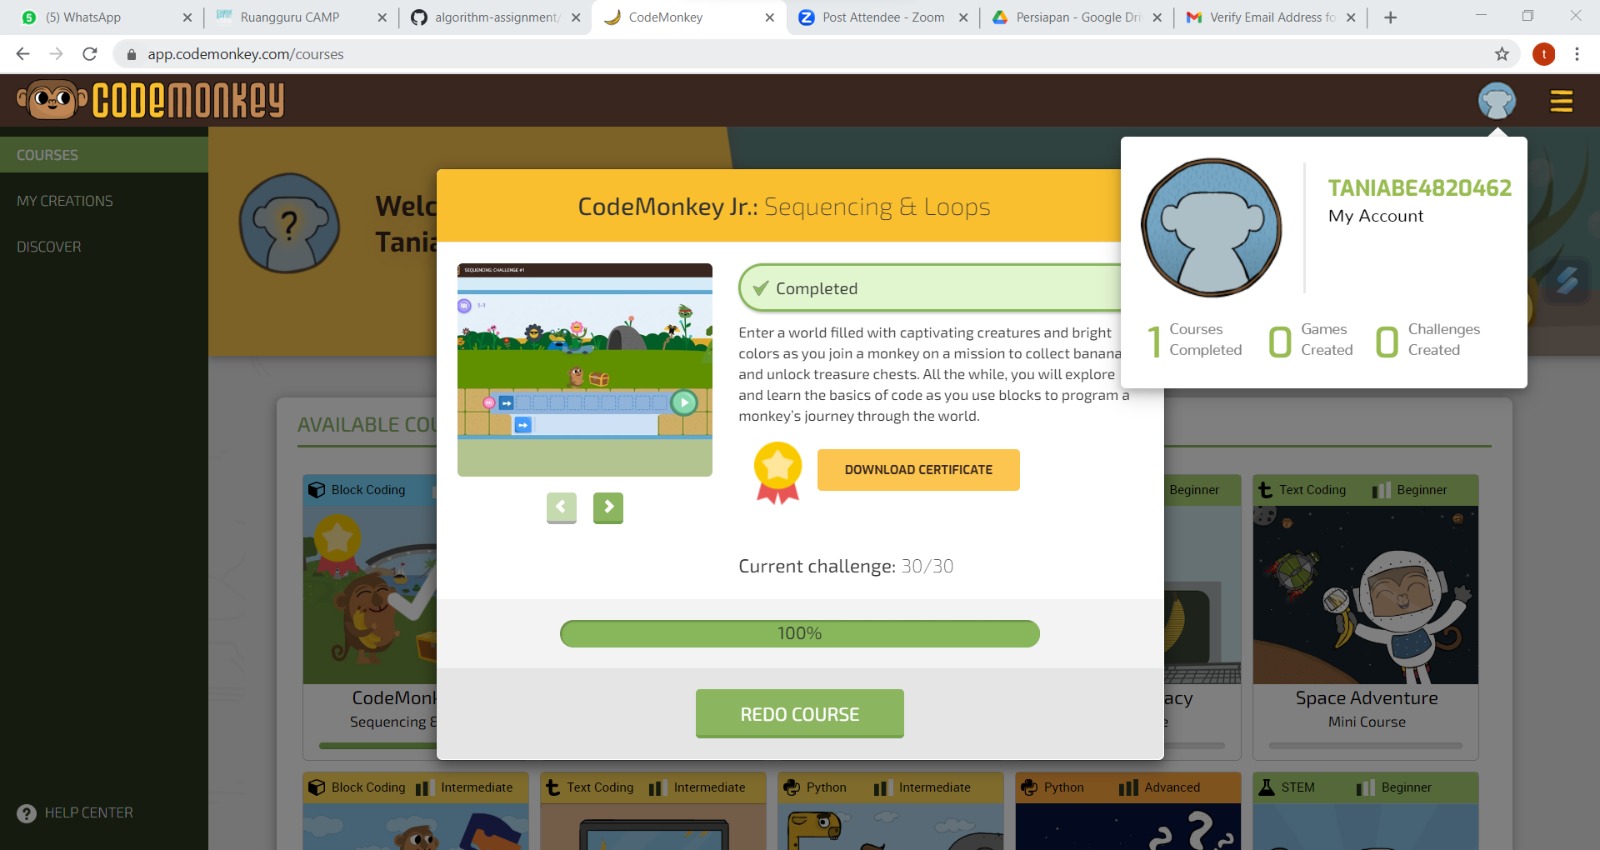 (5) WhatsApp
Ruangguru CAMP
algorithm-assignment/
CodeMonkey
Post Attendee - Zoom
Persiapan - Google Dri
Verify Email Address fo
app.codemonkey.com/courses
t
CODEMONKEY
COURSES
MY CREATIONS
DISCOVER
HELP CENTER
Welc
Tania
TANIABE4820462
My Account
1 Courses Completed
0 Games Created
0 Challenges Created
CodeMonkey Jr.: Sequencing & Loops
SEQUENCING: CHALLENGE #1
1-1
Completed
Enter a world filled with captivating creatures and bright
colors as you join a monkey on a mission to collect banana
and unlock treasure chests. All the while, you will explore
and learn the basics of code as you use blocks to program a
monkey's journey through the world.
DOWNLOAD CERTIFICATE
Current challenge: 30/30
100%
REDO COURSE
AVAILABLE COU
Block Coding
Beginner
Text Coding Beginner
CodeMonk
Sequencing &
acy
e
Space Adventure
Mini Course
Block Coding Intermediate
Text Coding Intermediate
Python Intermediate
Python Advanced
STEM Beginner